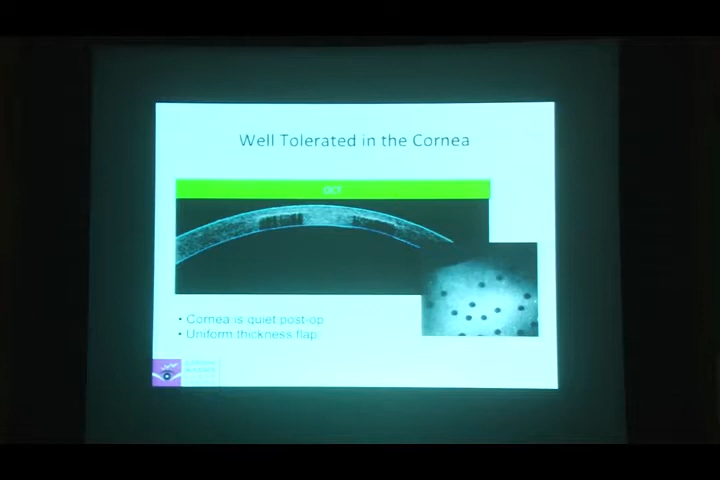 Well Tolerated in the Cornea
OCT
• Cornea is quiet post-op
• Uniform thickness flap